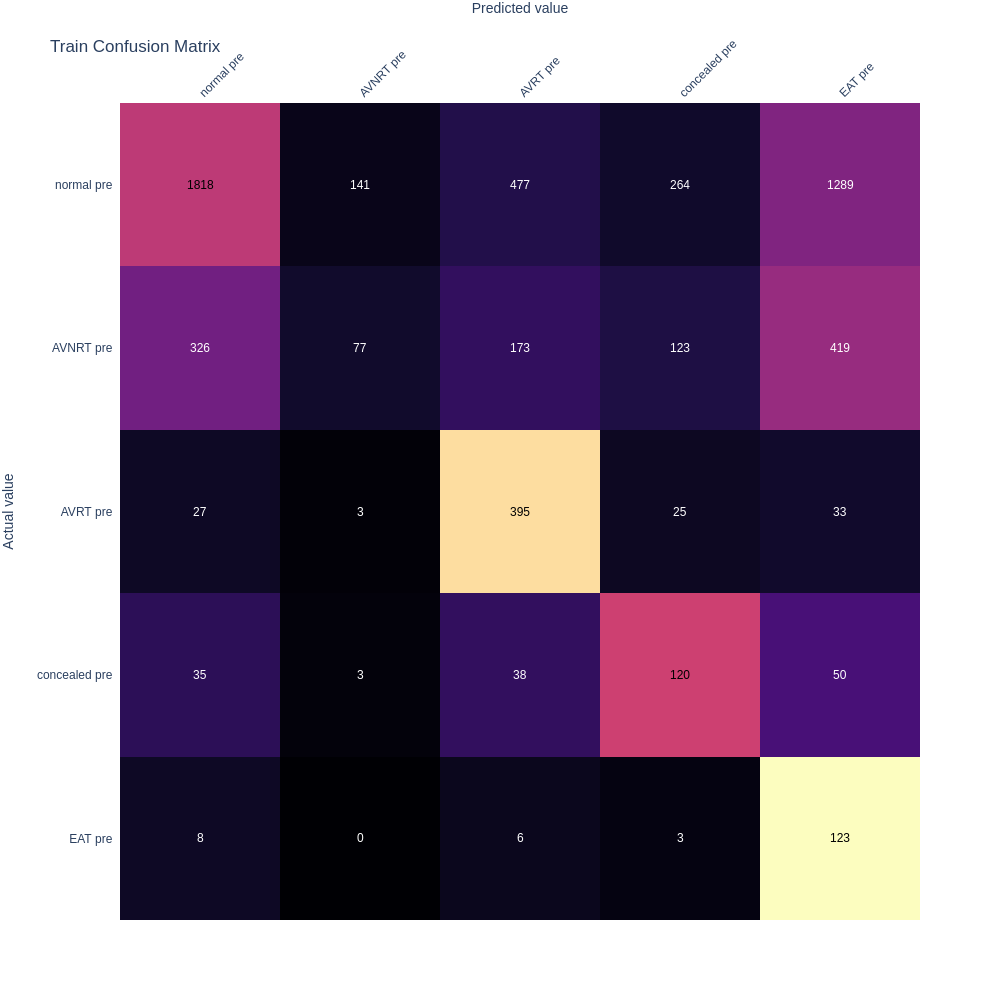 Predicted value
Train Confusion Matrix
normal pre
AVNRT pre
AVRT pre
concealed pre
EAT pre
normal pre 1818 141 477 264 1289
AVNRT pre 326 77 173 123 419
Actual value
AVRT pre 27 3 395 25 33
concealed pre 35 3 38 120 50
EAT pre 8 0 6 3 123